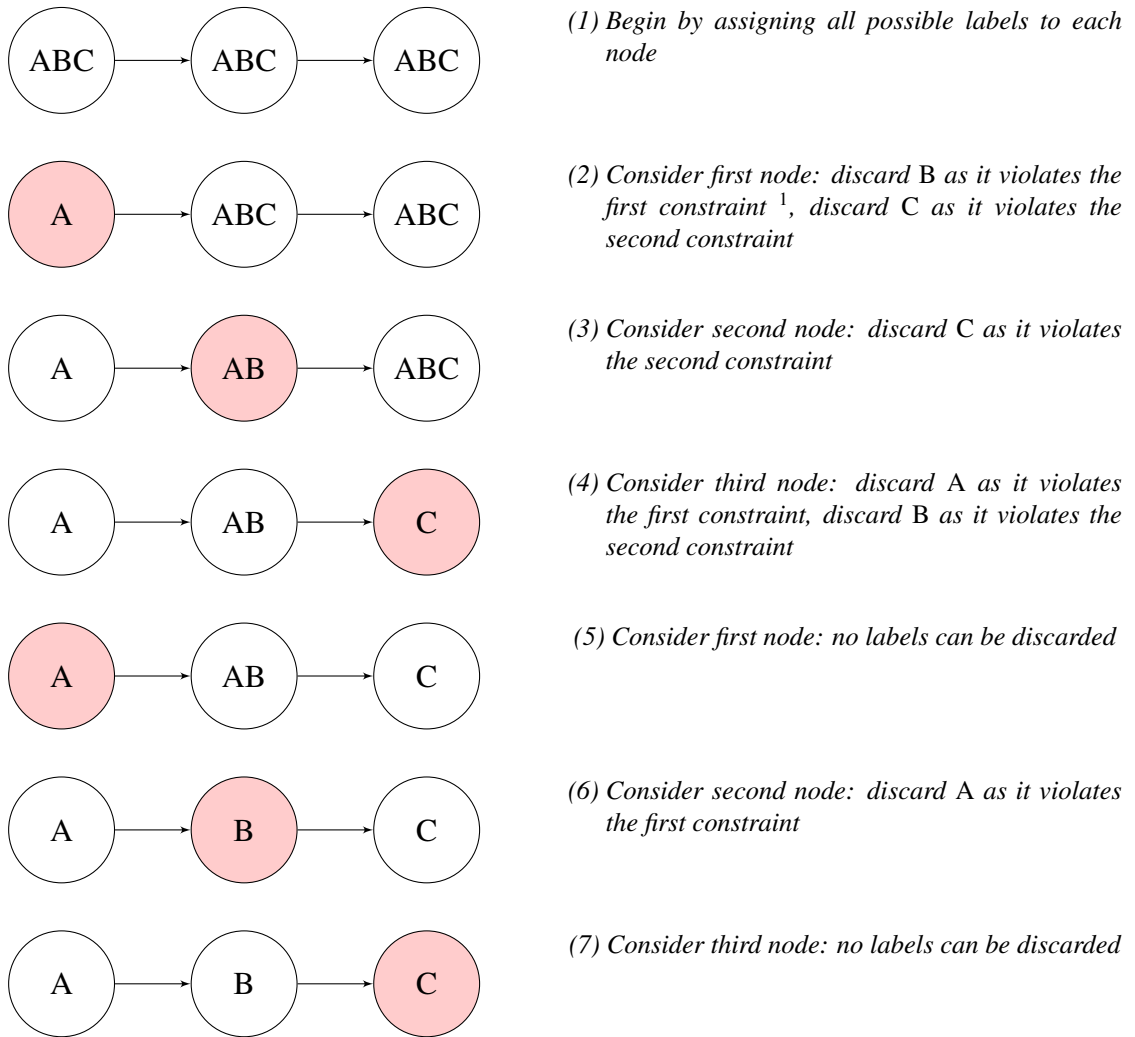 ABC ABC ABC
(1) Begin by assigning all possible labels to each
node
A ABC ABC
(2) Consider first node: discard B as it violates the
first constraint 1, discard C as it violates the
second constraint
A AB ABC
(3) Consider second node: discard C as it violates
the second constraint
A AB C
(4) Consider third node: discard A as it violates
the first constraint, discard B as it violates the
second constraint
A AB C
(5) Consider first node: no labels can be discarded
A B C
(6) Consider second node: discard A as it violates
the first constraint
A B C
(7) Consider third node: no labels can be discarded